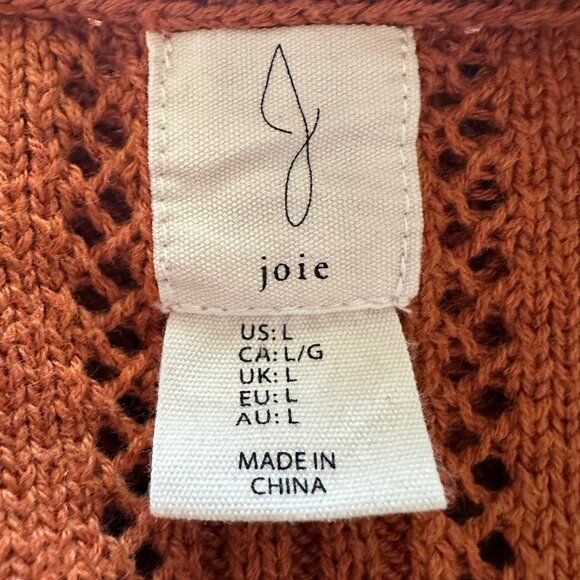 joie
US: L
CA: L/G
UK: L
EU: L
AU: L
MADE IN
CHINA